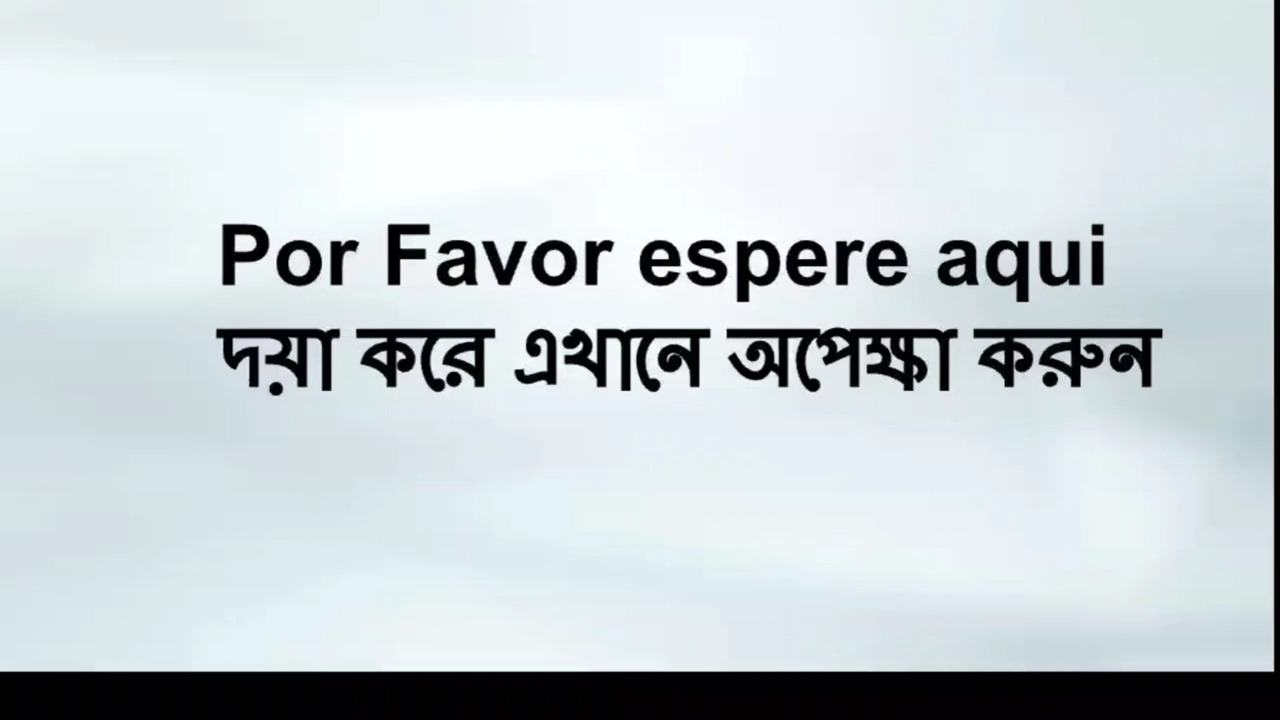 Por Favor espere aqui
দয়া করে এখানে অপেক্ষা করুন